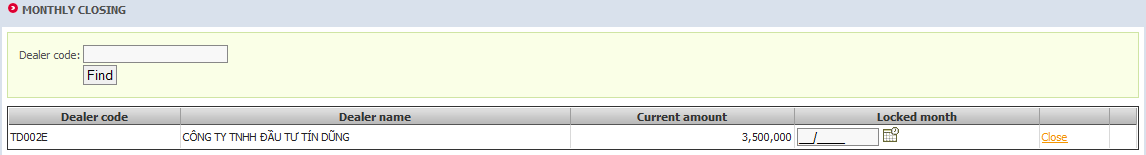 MONTHLY CLOSING
Dealer code:
Find
Dealer code Dealer name Current amount Locked month
TD002E CÔNG TY TNHH ĐẦU TƯ TÍN DŨNG 3,500,000 __/____ Close